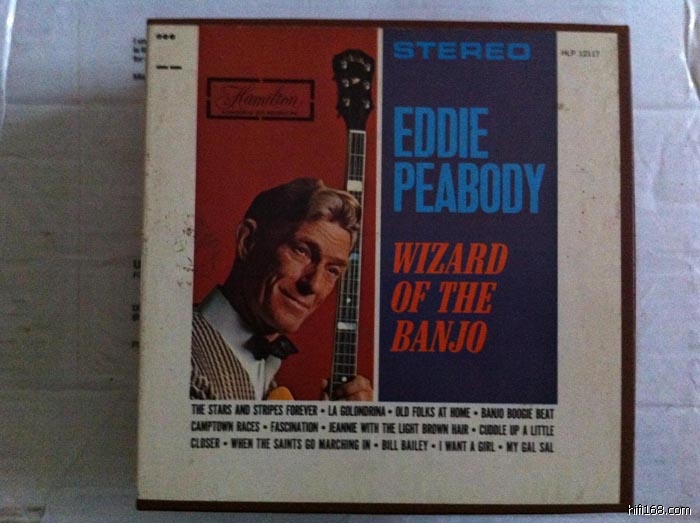 STEREO
HLP 12117
Hamilton
EDDIE
PEABODY
WIZARD
OF THE
BANJO
THE STARS AND STRIPES FOREVER • LA GOLONDRINA • OLD FOLKS AT HOME • BANJO BOOGIE BEAT
CAMPTOWN RACES • FASCINATION • JEANNIE WITH THE LIGHT BROWN HAIR • CUDDLE UP A LITTLE
CLOSER • WHEN THE SAINTS GO MARCHING IN • BILL BAILEY • I WANT A GIRL • MY GAL SAL
hifi168.com